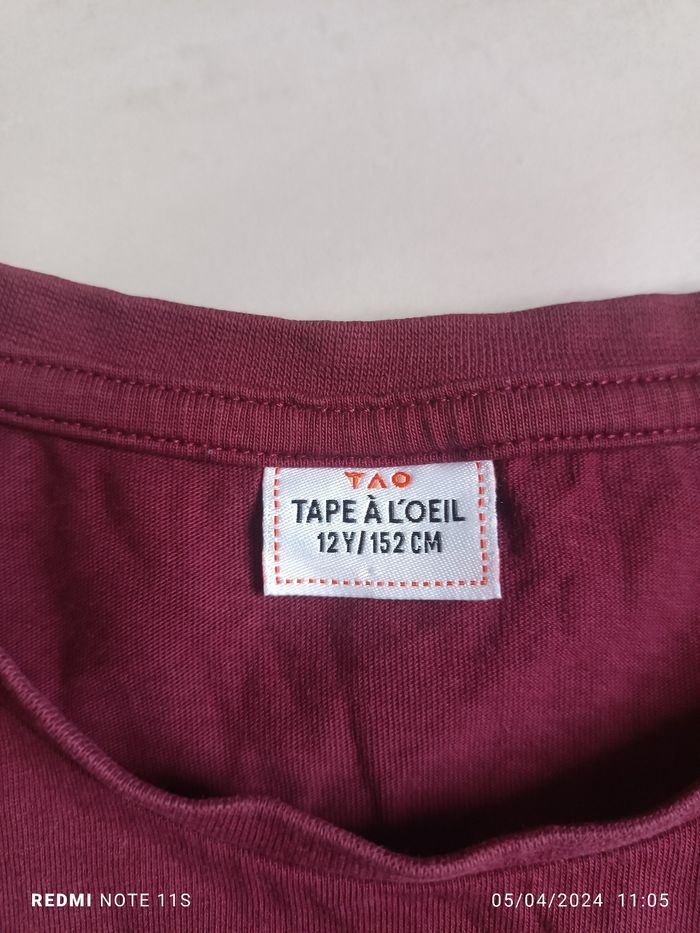 TAO
TAPE À L'OEIL
12Y/152 CM
REDMI NOTE 11S
05/04/2024 11:05